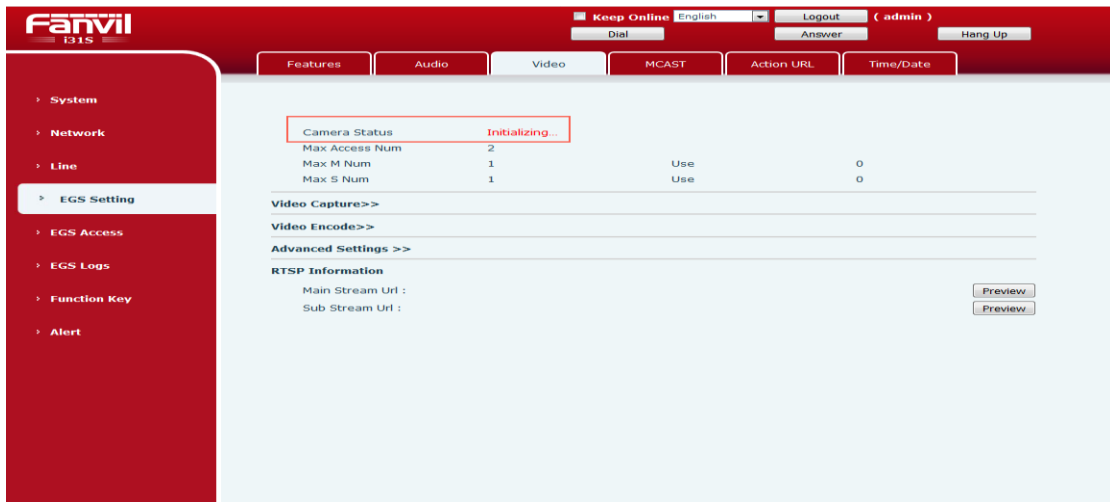 Fanvil
i31S
Keep Online English Logout ( admin )
Dial Answer Hang Up
Features Audio Video MCAST Action URL Time/Date
› System
› Network
› Line
› EGS Setting
› EGS Access
› EGS Logs
› Function Key
› Alert
Camera Status Initializing...
Max Access Num 2
Max M Num 1 Use 0
Max S Num 1 Use 0
Video Capture>>
Video Encode>>
Advanced Settings >>
RTSP Information
Main Stream Url : Preview
Sub Stream Url : Preview